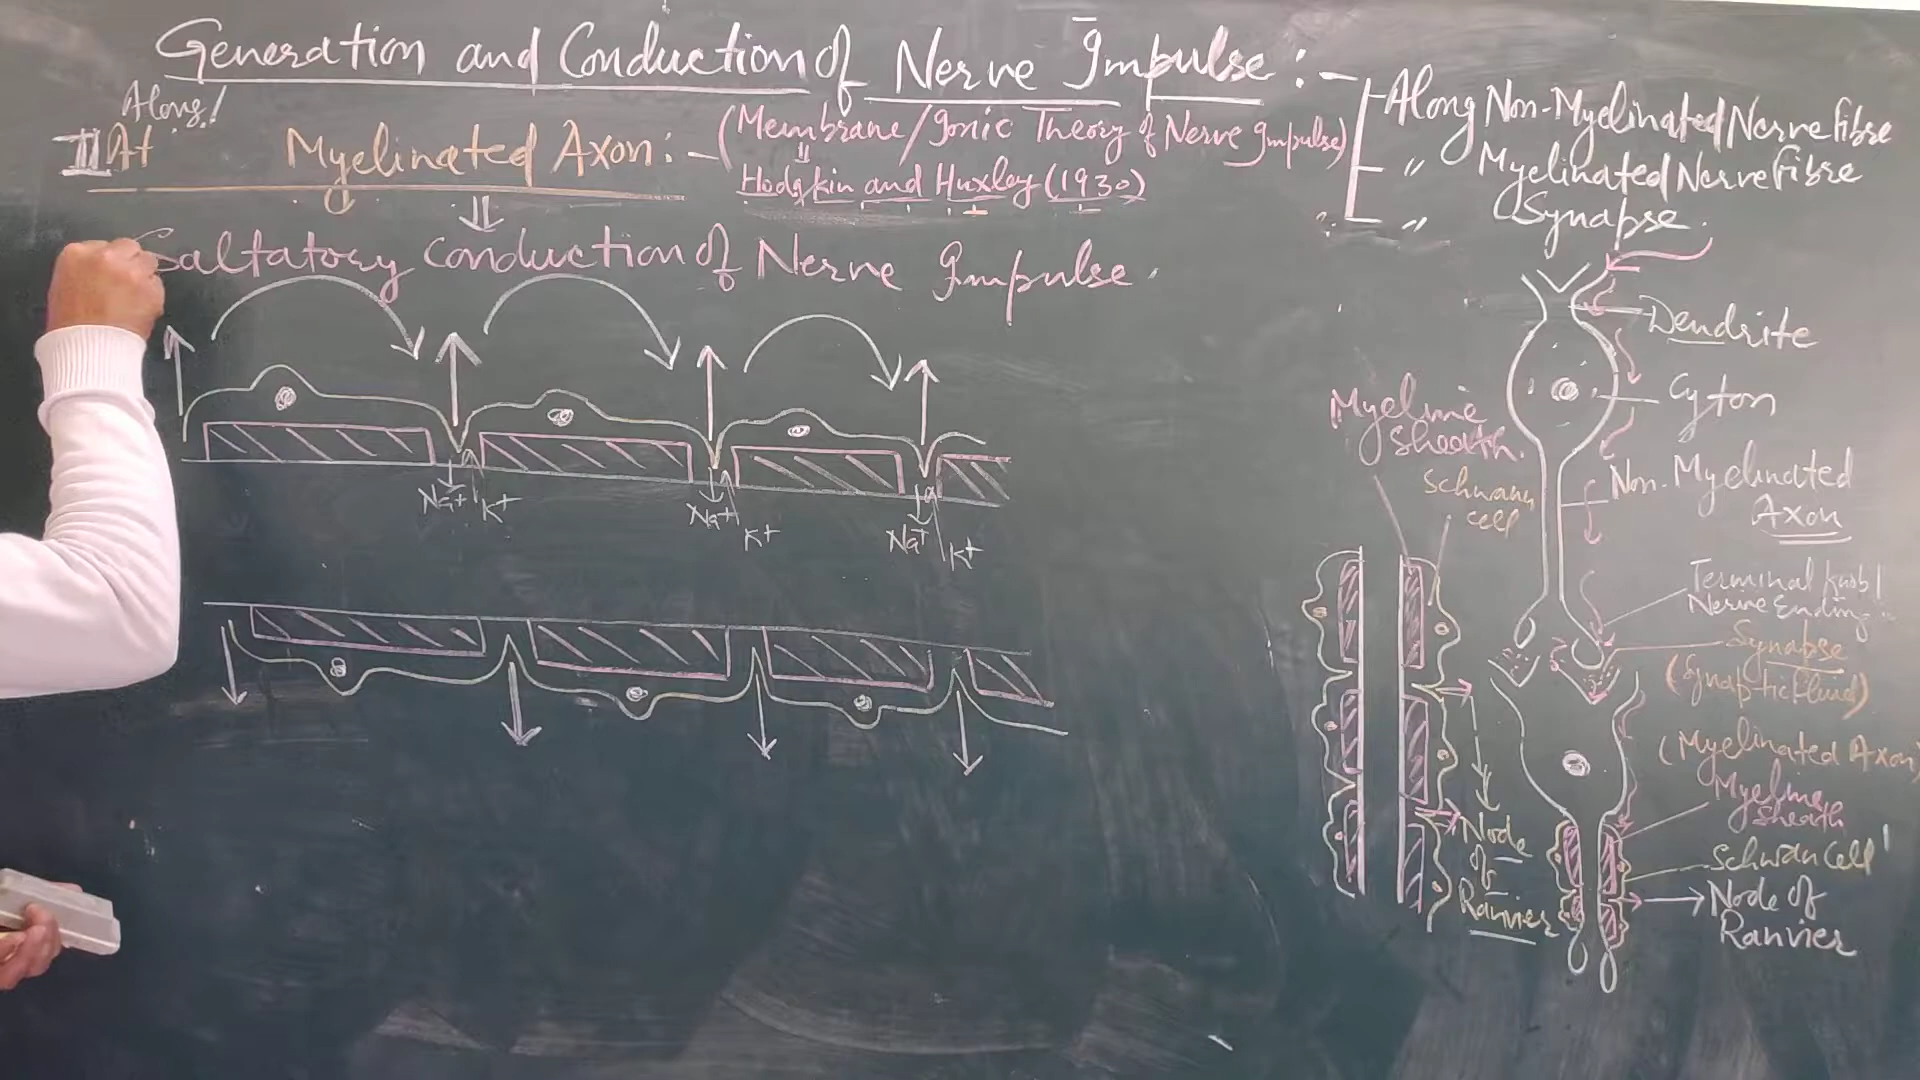 Generation and Conduction of Nerve Impulse :-
Along Non-Myelinated Nerve fibre
" Myelinated Nerve Fibre
" Synapse.
Along/
II At Myelinated Axon :- (Membrane/Ionic Theory of Nerve Impulse)
Hodgkin and Huxley (1930)
Saltatory conduction of Nerve Impulse.
Na+ K+
Na+ K+
Na+ K+
Myeline
sheath.
Schwann
cell
Node
of
Ranvier
Dendrite
Cyton
Non-Myelinated
Axon
Terminal knob/
Nerve Ending
Synapse
(Synaptic fluid)
(Myelinated Axon)
Myeline
sheath
Schwan Cell
Node of
Ranvier